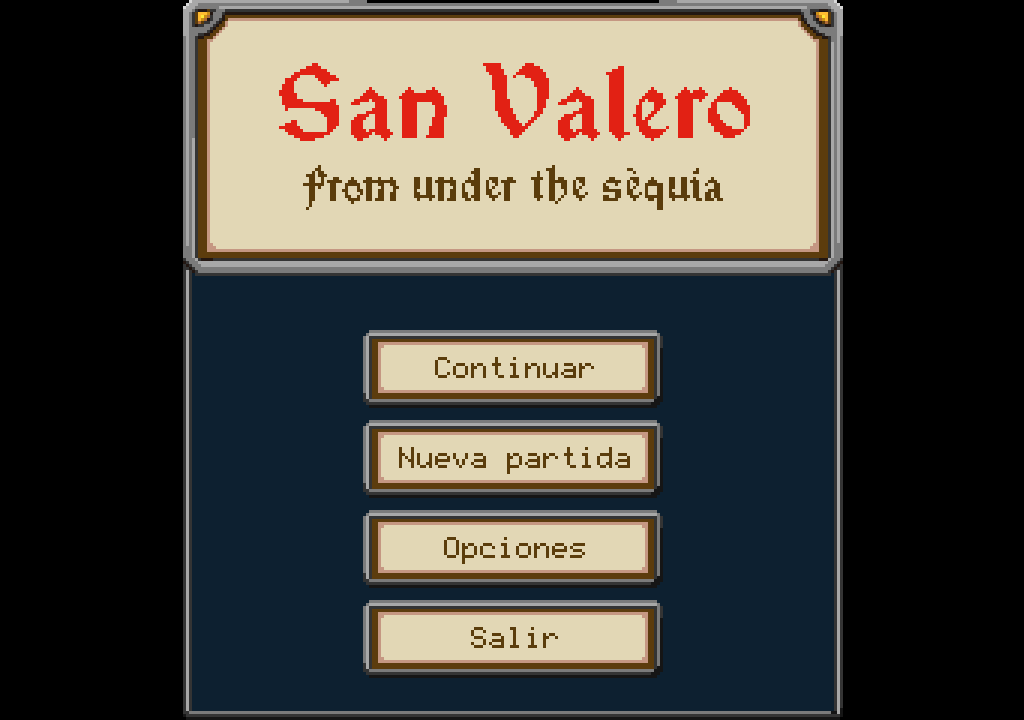 San Valero
from under the sèquia
Continuar
Nueva partida
Opciones
Salir